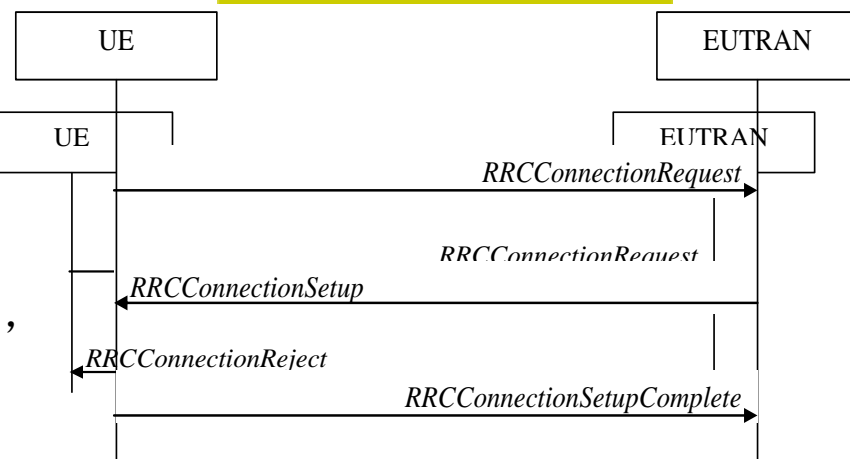 UE EUTRAN
UE EUTRAN
RRCConnectionRequest
RRCConnectionRequest
RRCConnectionSetup
,
RRCConnectionReject
RRCConnectionSetupComplete